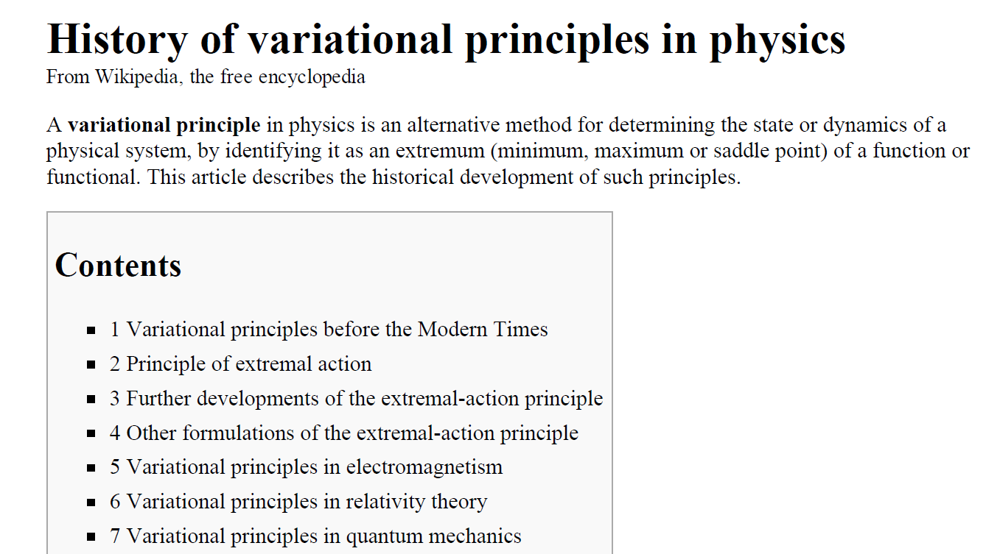 History of variational principles in physics
From Wikipedia, the free encyclopedia
A variational principle in physics is an alternative method for determining the state or dynamics of a
physical system, by identifying it as an extremum (minimum, maximum or saddle point) of a function or
functional. This article describes the historical development of such principles.
Contents
1 Variational principles before the Modern Times
2 Principle of extremal action
3 Further developments of the extremal-action principle
4 Other formulations of the extremal-action principle
5 Variational principles in electromagnetism
6 Variational principles in relativity theory
7 Variational principles in quantum mechanics